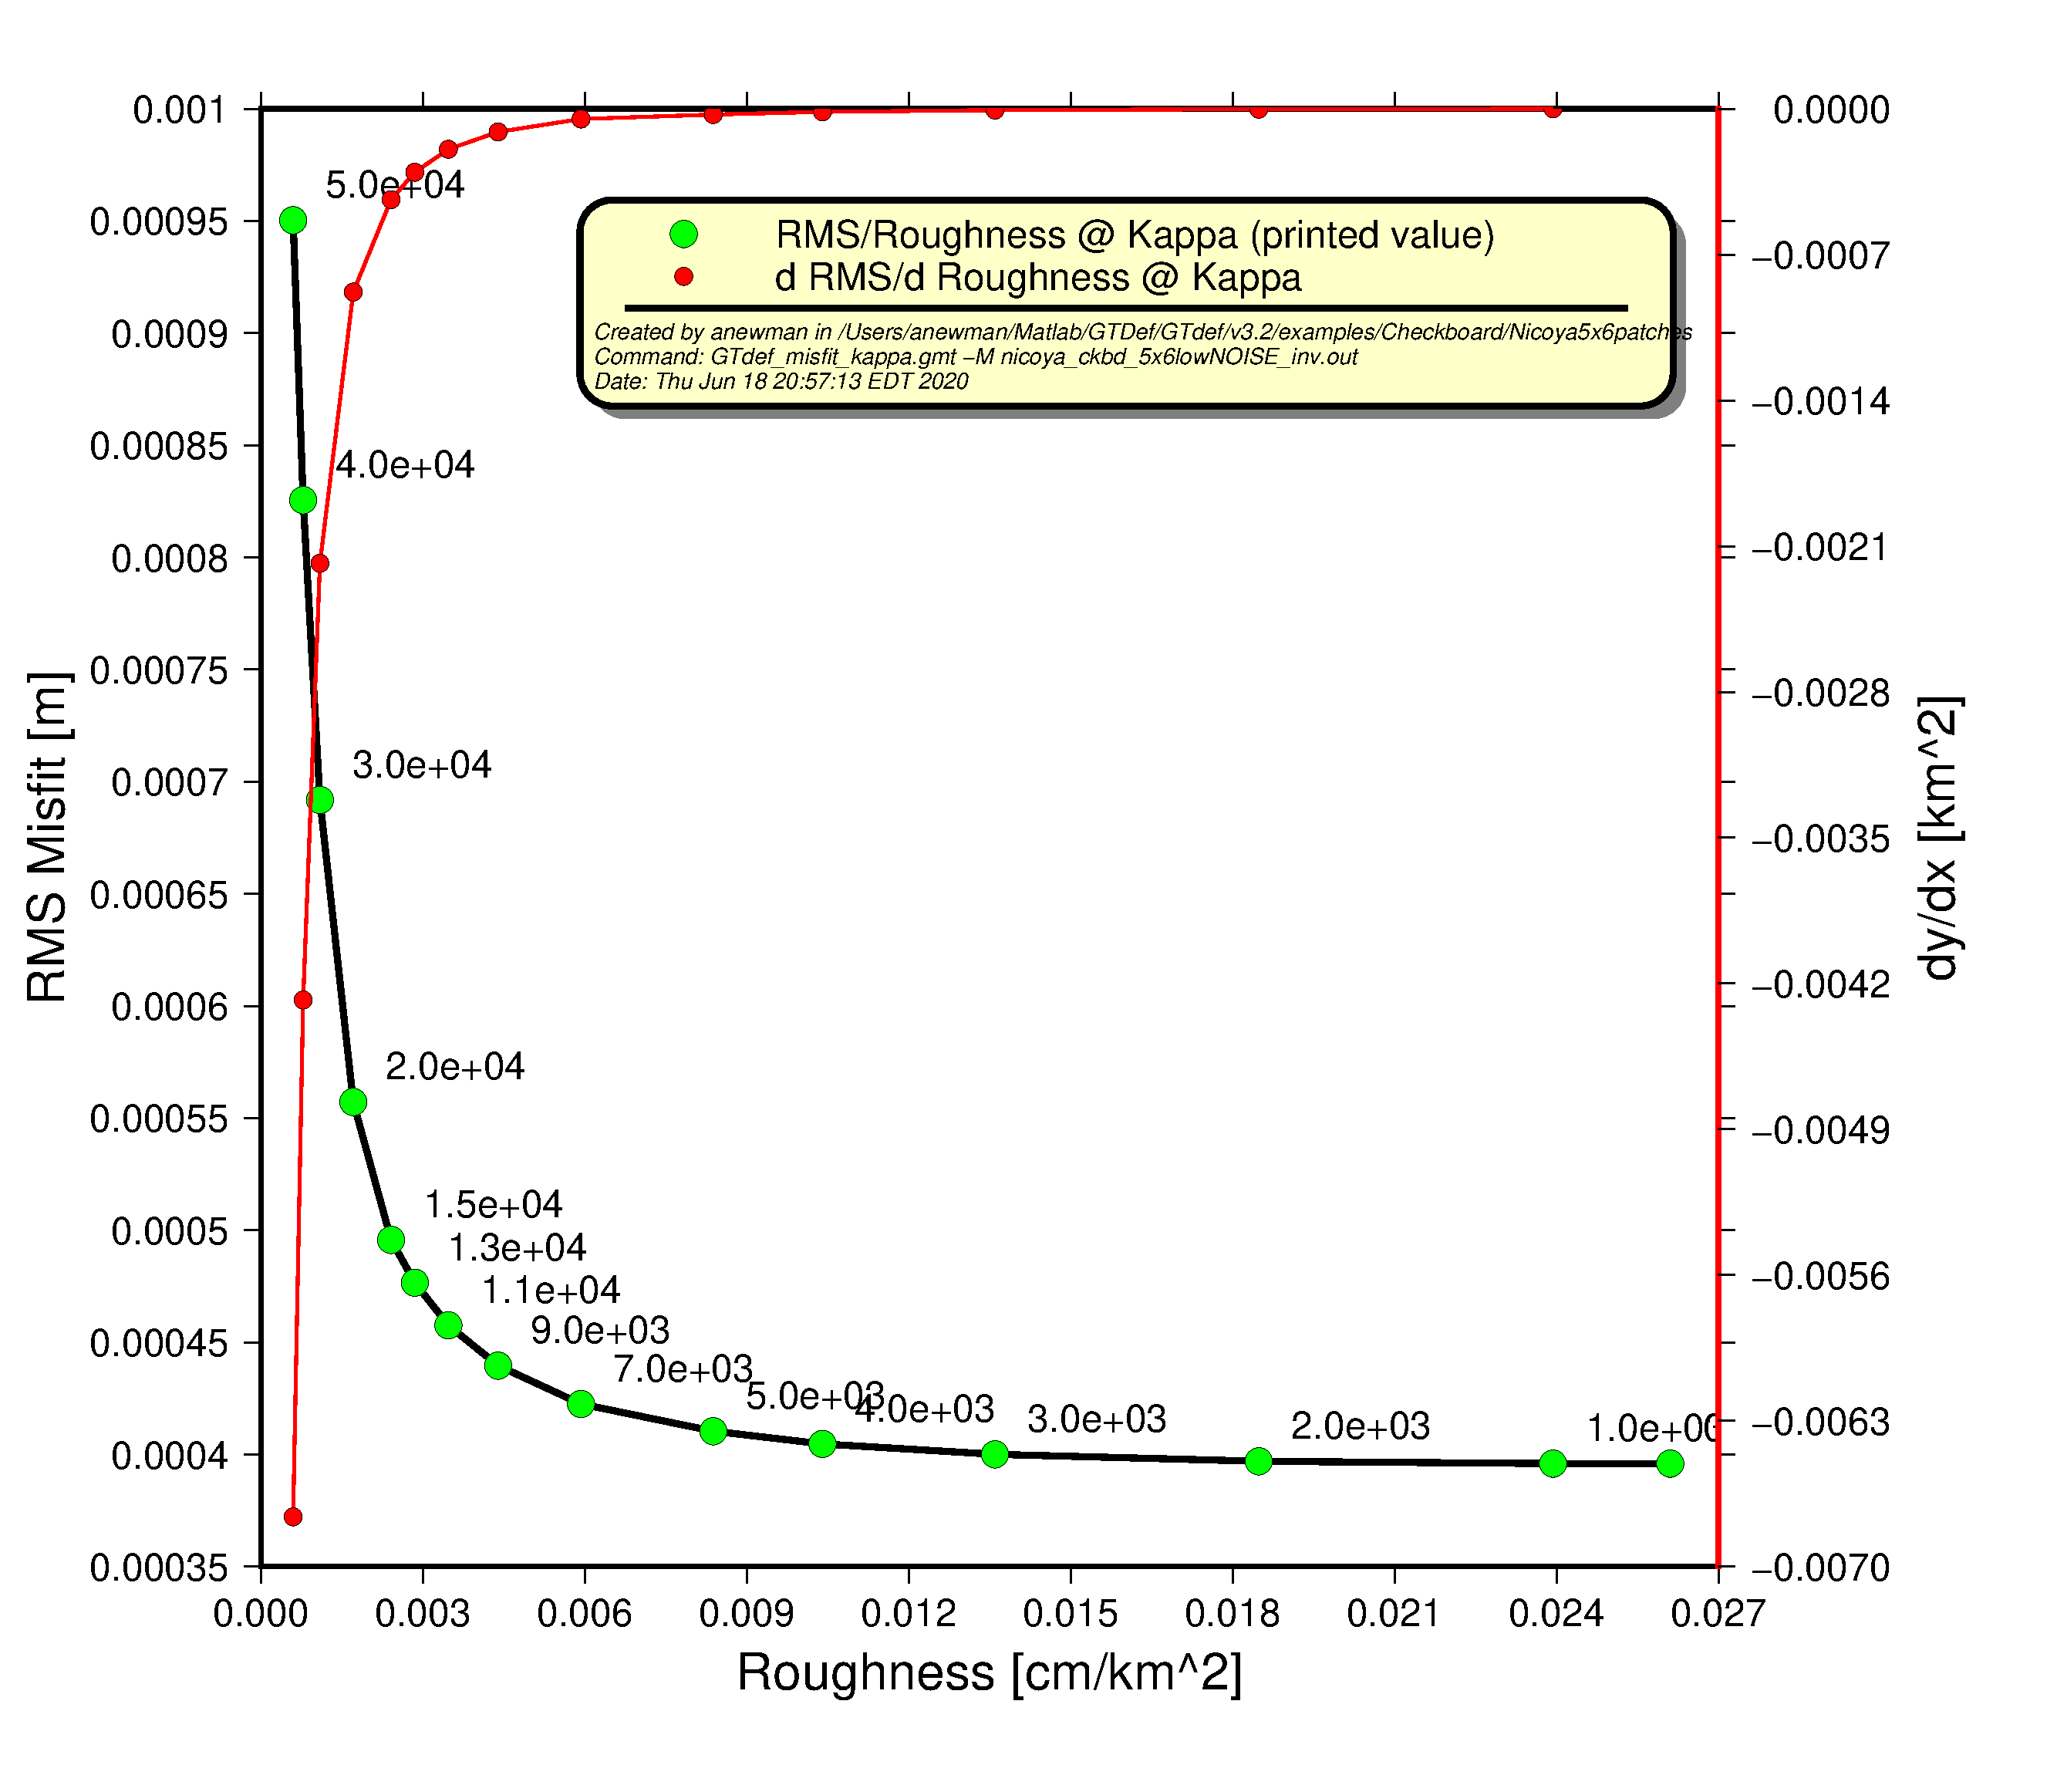 0.001
0.00095
0.0009
0.00085
0.0008
0.00075
0.0007
0.00065
0.0006
0.00055
0.0005
0.00045
0.0004
0.00035
RMS Misfit [m]
5.0e+04
4.0e+04
3.0e+04
2.0e+04
1.5e+04
1.3e+04
1.1e+04
9.0e+03
7.0e+03
5.0e+03
4.0e+03
3.0e+03
2.0e+03
RMS/Roughness @ Kappa (printed value)
d RMS/d Roughness @ Kappa
Created by anewman in /Users/anewman/Matlab/GTDef/GTdef/v3.2/examples/Checkboard/Nicoya5x6patches
Command: GTdef_misfit_kappa.gmt −M nicoya_ckbd_5x6lowNOISE_inv.out
Date: Thu Jun 18 20:57:13 EDT 2020
0.0000
−0.0007
−0.0014
−0.0021
−0.0028
−0.0035
−0.0042
−0.0049
−0.0056
−0.0063
−0.0070
dy/dx [km^2]
0.000 0.003 0.006 0.009 0.012 0.015 0.018 0.021 0.024 0.027
Roughness [cm/km^2]